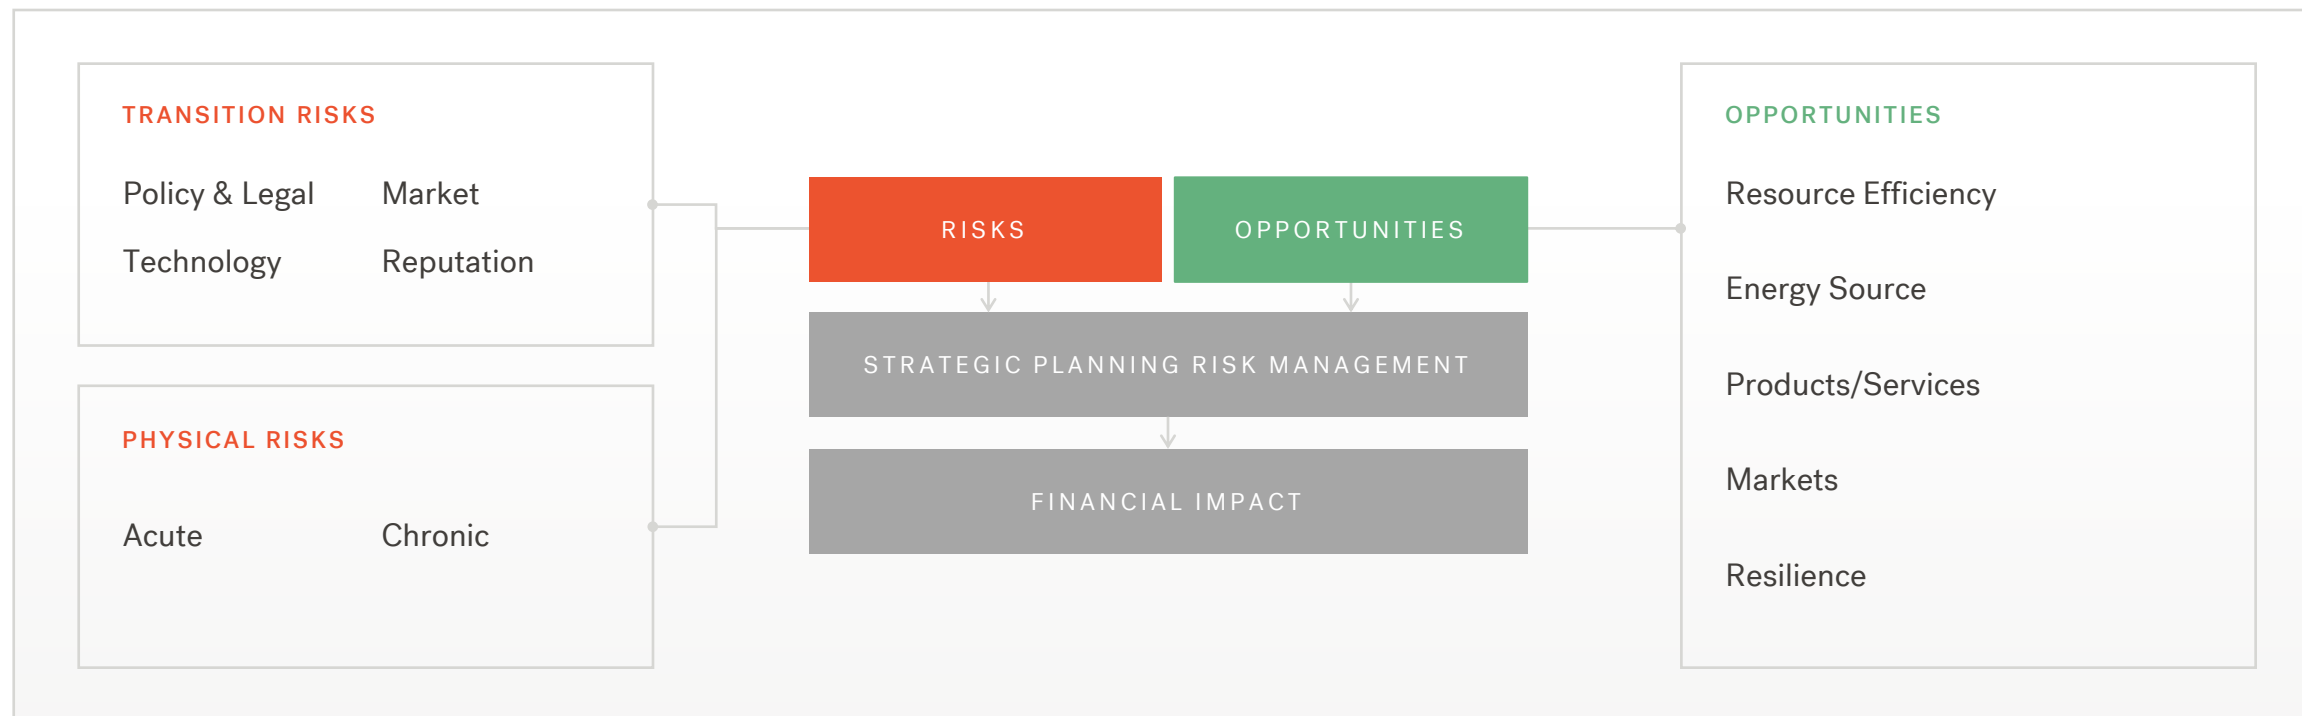 TRANSITION RISKS
Policy & Legal
Market
Technology
Reputation
PHYSICAL RISKS
Acute
Chronic
RISKS
OPPORTUNITIES
STRATEGIC PLANNING RISK MANAGEMENT
FINANCIAL IMPACT
OPPORTUNITIES
Resource Efficiency
Energy Source
Products/Services
Markets
Resilience